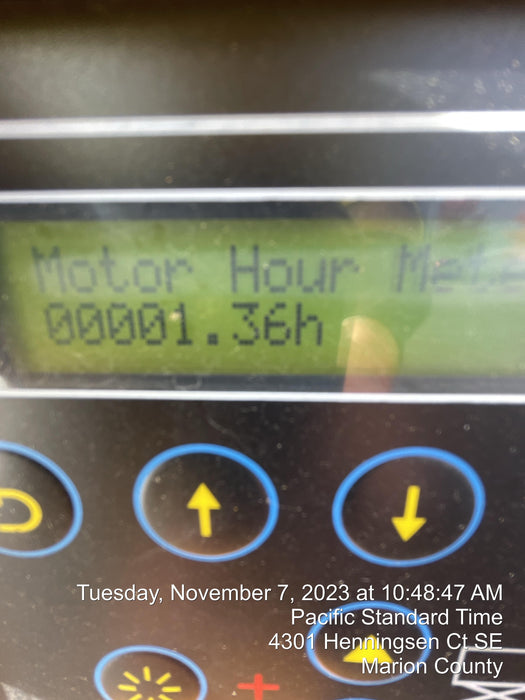 Motor Hour Mete
00001.36h
Tuesday, November 7, 2023 at 10:48:47 AM
Pacific Standard Time
4301 Henningsen Ct SE
Marion County